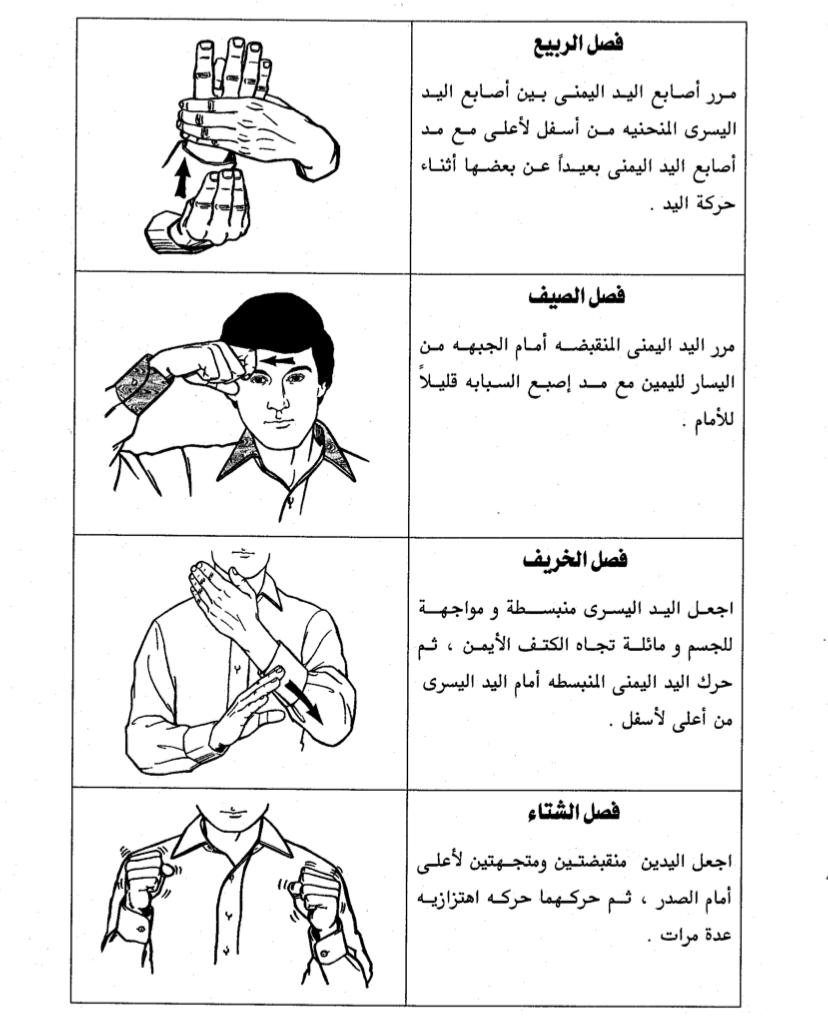 فصل الربيع
مرر أصابع اليد اليمنى بين أصابع اليد
اليسرى المنحنيه من أسفل لأعلى مع مد
أصابع اليد اليمنى بعيداً عن بعضها أثناء
حركة اليد .
فصل الصيف
مرر اليد اليمنى المنقبضه أمام الجبهه من
اليسار لليمين مع مد إصبع السبابه قليلاً
للأمام .
فصل الخريف
اجعل اليد اليسرى منبسطة و مواجهة
للجسم و مائلة تجاه الكتف الأيمن ، ثم
حرك اليد اليمنى المنبسطه أمام اليد اليسرى
من أعلى لأسفل .
فصل الشتاء
اجعل اليدين منقبضتين ومتجهتين لأعلى
أمام الصدر ، ثم حركهما حركه اهتزازيه
عدة مرات .